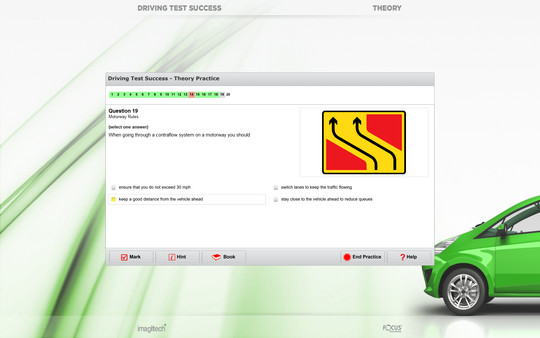 DRIVING TEST SUCCESS THEORY
Driving Test Success - Theory Practice
1 2 3 4 5 6 7 8 9 10 11 12 13 14 15 16 17 18 19 20
Question 19
Motorway Rules
(select one answer)
When going through a contraflow system on a motorway you should
ensure that you do not exceed 30 mph
switch lanes to keep the traffic flowing
keep a good distance from the vehicle ahead
stay close to the vehicle ahead to reduce queues
Mark Hint Book End Practice Help
imagitech FOCUS